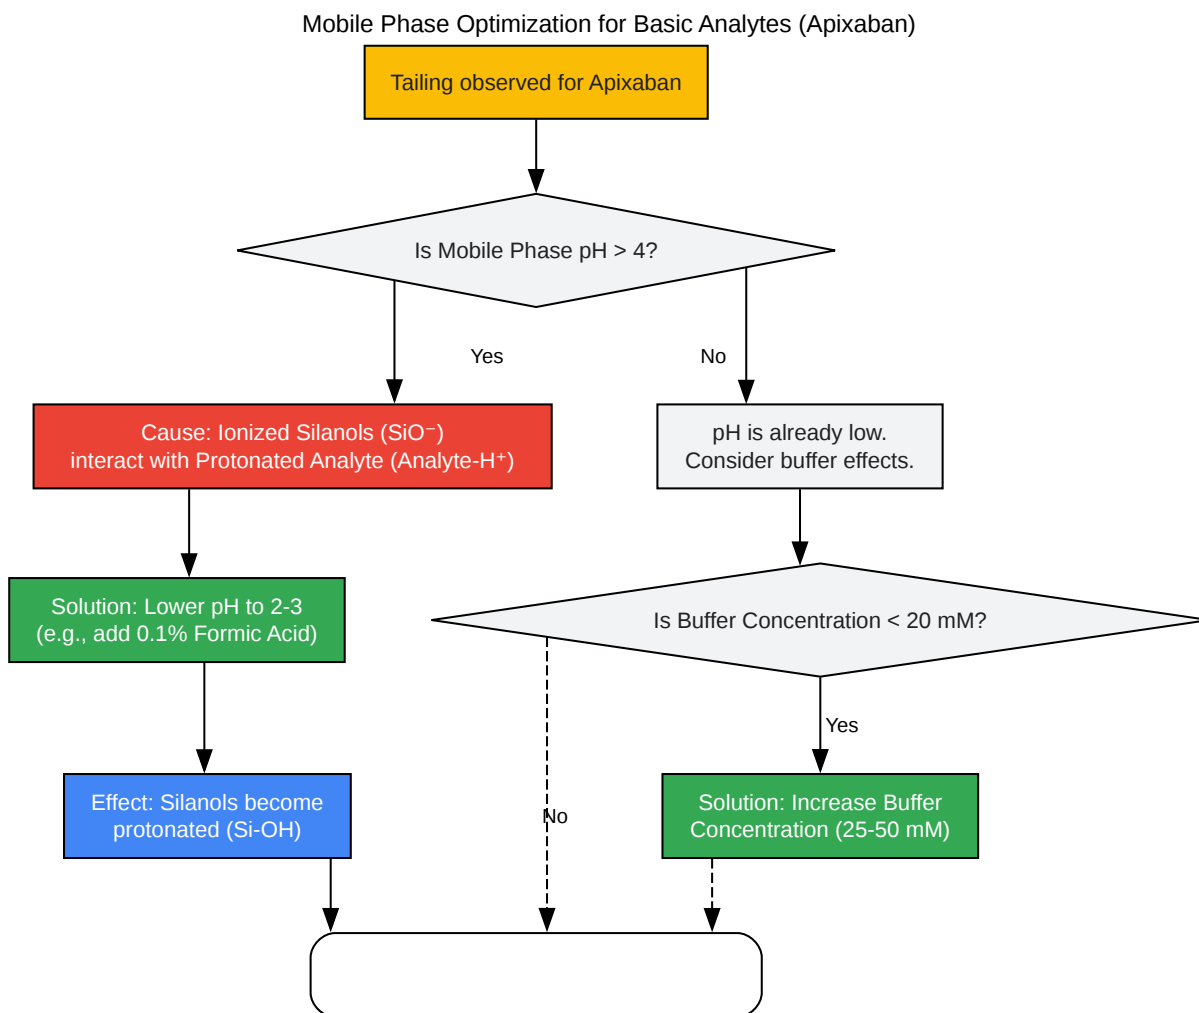 Mobile Phase Optimization for Basic Analytes (Apixaban)
Tailing observed for Apixaban
Is Mobile Phase pH > 4?
Yes
No
Cause: Ionized Silanols (SiO⁻)
interact with Protonated Analyte (Analyte-H⁺)
pH is already low.
Consider buffer effects.
Solution: Lower pH to 2-3
(e.g., add 0.1% Formic Acid)
Is Buffer Concentration < 20 mM?
Yes
Effect: Silanols become
protonated (Si-OH)
No
Solution: Increase Buffer
Concentration (25-50 mM)